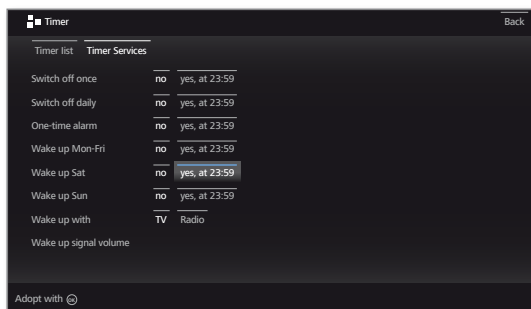 Timer Back
Timer list Timer Services
Switch off once no yes, at 23:59
Switch off daily no yes, at 23:59
One-time alarm no yes, at 23:59
Wake up Mon-Fri no yes, at 23:59
Wake up Sat no yes, at 23:59
Wake up Sun no yes, at 23:59
Wake up with TV Radio
Wake up signal volume
Adopt with OK